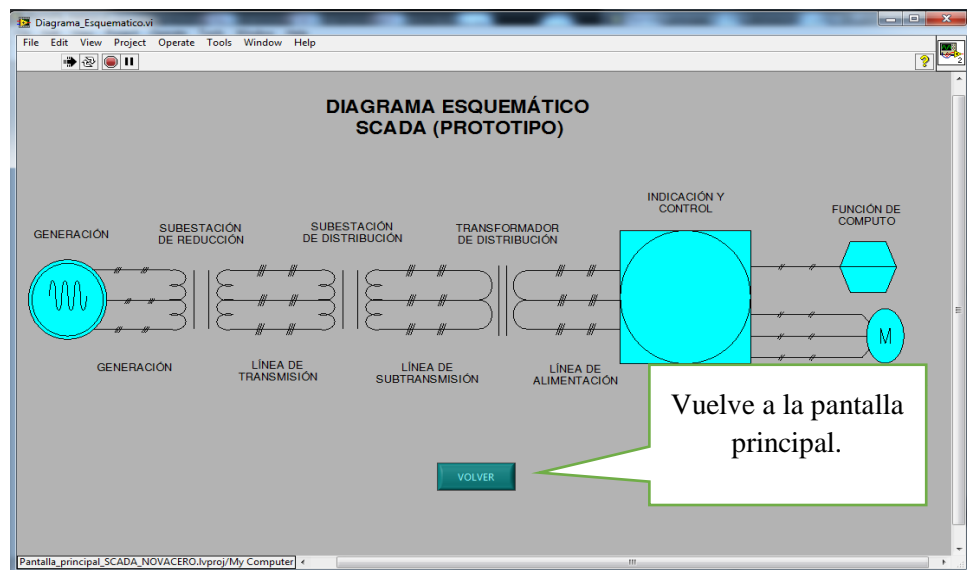 Diagrama_Esquematico.vi
File Edit View Project Operate Tools Window Help
2
DIAGRAMA ESQUEMÁTICO
SCADA (PROTOTIPO)
GENERACIÓN
SUBESTACIÓN
DE REDUCCIÓN
SUBESTACIÓN
DE DISTRIBUCIÓN
TRANSFORMADOR
DE DISTRIBUCIÓN
INDICACIÓN Y
CONTROL
FUNCIÓN DE
COMPUTO
M
GENERACIÓN
LÍNEA DE
TRANSMISIÓN
LÍNEA DE
SUBTRANSMISIÓN
LÍNEA DE
ALIMENTACIÓN
Vuelve a la pantalla
principal.
VOLVER
Pantalla_principal_SCADA_NOVACERO.lvproj/My Computer